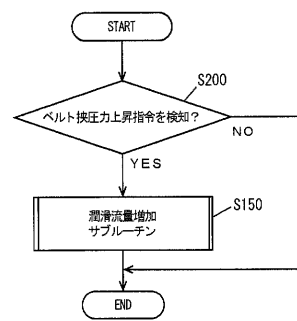 START
S200
ベルト挟圧力上昇指令を検知?
NO
YES
S150
潤滑流量増加
サブルーチン
END